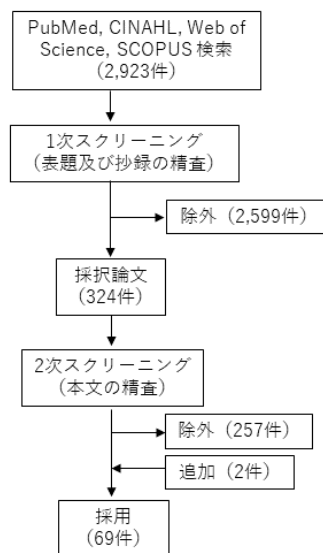 PubMed, CINAHL, Web of
Science, SCOPUS 検索
(2,923件)
1次スクリーニング
(表題及び抄録の精査)
除外（2,599件）
採択論文
(324件)
2次スクリーニング
(本文の精査)
除外（257件）
追加（2件）
採用
(69件)